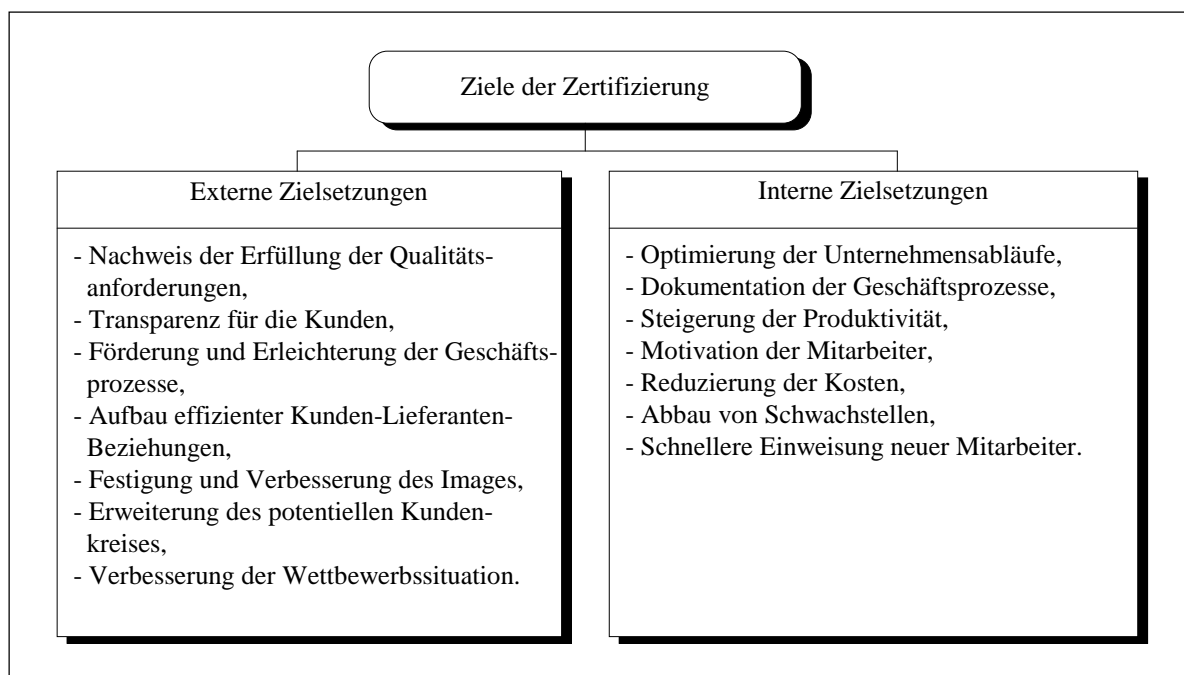 Ziele der Zertifizierung
Externe Zielsetzungen
- Nachweis der Erfüllung der Qualitäts-
anforderungen,
- Transparenz für die Kunden,
- Förderung und Erleichterung der Geschäfts-
prozesse,
- Aufbau effizienter Kunden-Lieferanten-
Beziehungen,
- Festigung und Verbesserung des Images,
- Erweiterung des potentiellen Kunden-
kreises,
- Verbesserung der Wettbewerbssituation.
Interne Zielsetzungen
- Optimierung der Unternehmensabläufe,
- Dokumentation der Geschäftsprozesse,
- Steigerung der Produktivität,
- Motivation der Mitarbeiter,
- Reduzierung der Kosten,
- Abbau von Schwachstellen,
- Schnellere Einweisung neuer Mitarbeiter.